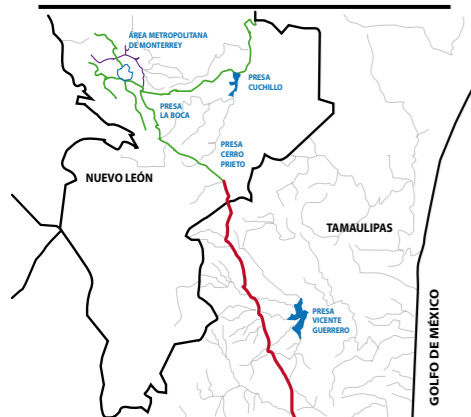 ÁREA METROPOLITANA
DE MONTERREY
PRESA
CUCHILLO
PRESA
LA BOCA
PRESA
CERRO
PRIETO
NUEVO LEÓN
TAMAULIPAS
PRESA
VICENTE
GUERRERO
GOLFO DE MÉXICO